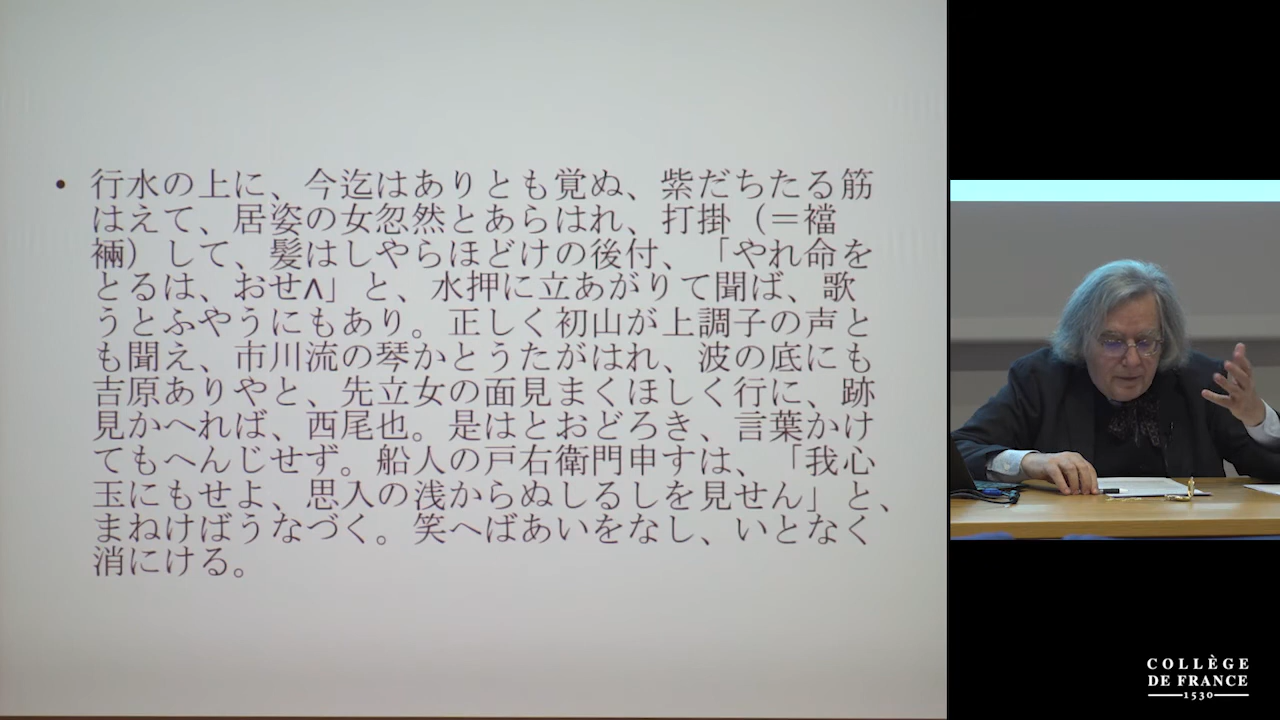 • 行水の上に、今迄はありとも覚ぬ、紫だちたる筋
はえて、居姿の女忽然とあらはれ、打掛（＝襠
裲）して、髪はしやらほどけの後付、「やれ命を
とるは、おせ∧」と、水押に立あがりて聞ば、歌
うとふやうにもあり。正しく初山が上調子の声と
も聞え、市川流の琴かとうたがはれ、波の底にも
吉原ありやと、先立女の面見まくほしく行に、跡
見かへれば、西尾也。是はとおどろき、言葉かけ
てもへんじせず。船人の戸右衛門申すは、「我心
玉にもせよ、思入の浅からぬしるしを見せん」と、
まねけばうなづく。笑へばあいをなし、いとなく
消にける。
COLLÈGE
DE FRANCE
1530